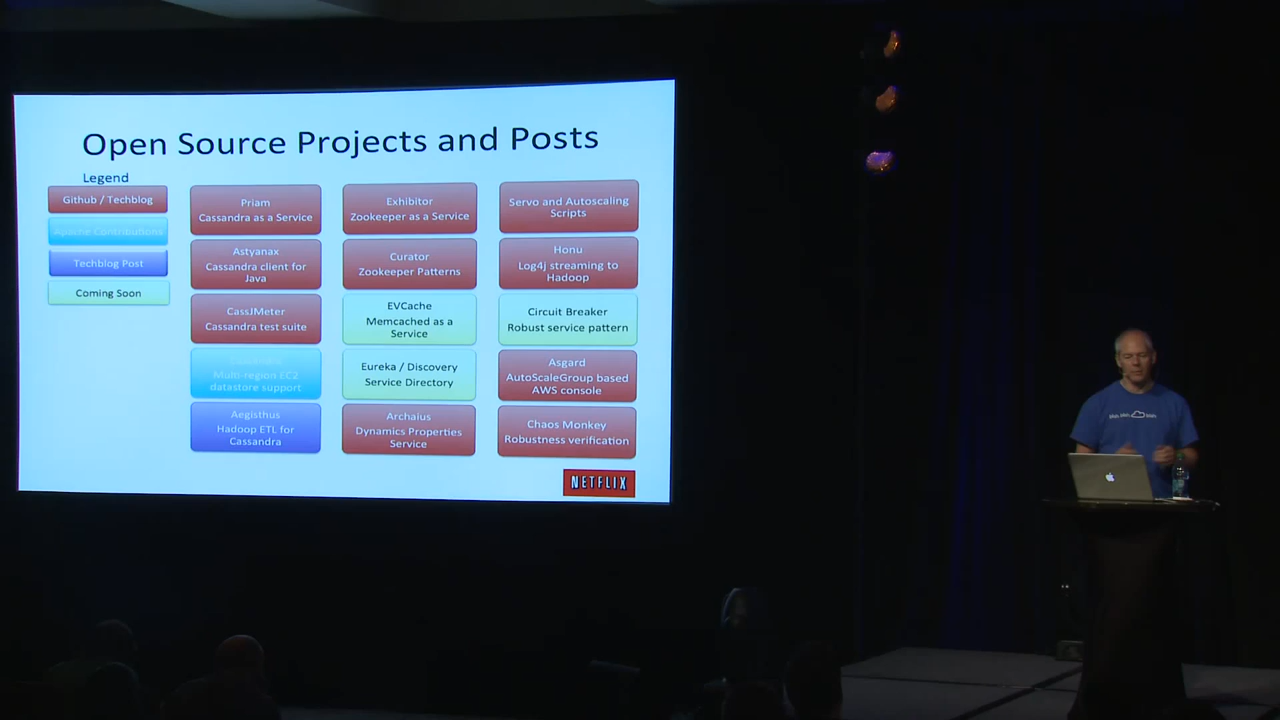 Open Source Projects and Posts
Legend
Github / Techblog
Apache Contributions
Techblog Post
Coming Soon
Priam
Cassandra as a Service
Astyanax
Cassandra client for
Java
CassJMeter
Cassandra test suite
Multi-region EC2
datastore support
Aegisthus
Hadoop ETL for
Cassandra
Exhibitor
Zookeeper as a Service
Curator
Zookeeper Patterns
EVCache
Memcached as a
Service
Eureka / Discovery
Service Directory
Archaius
Dynamics Properties
Service
Servo and Autoscaling
Scripts
Honu
Log4j streaming to
Hadoop
Circuit Breaker
Robust service pattern
Asgard
AutoScaleGroup based
AWS console
Chaos Monkey
Robustness verification
NETFLIX